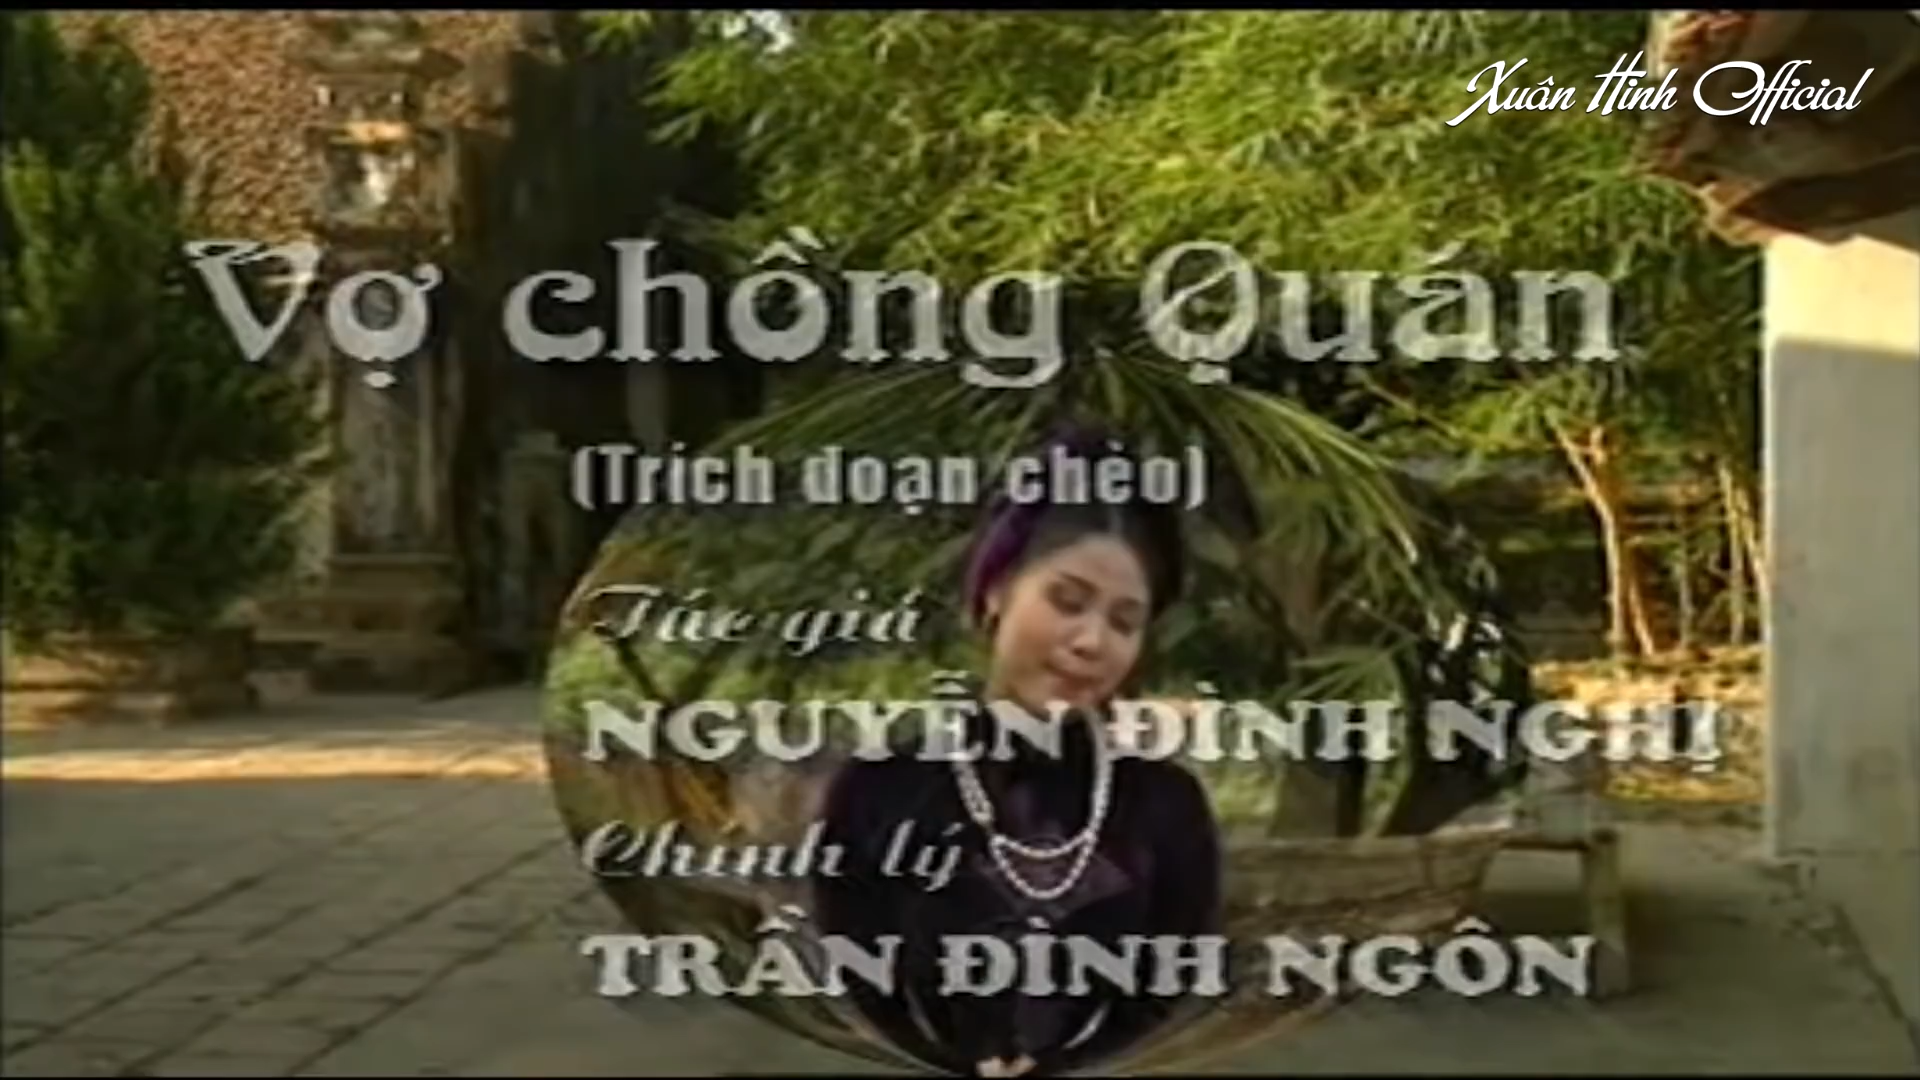 Xuân Hinh Official
Vợ chồng Quán
(Trích đoạn chèo)
Tác giả
NGUYỄN ĐÌNH NGHỊ
Chỉnh lý
TRẦN ĐÌNH NGÔN